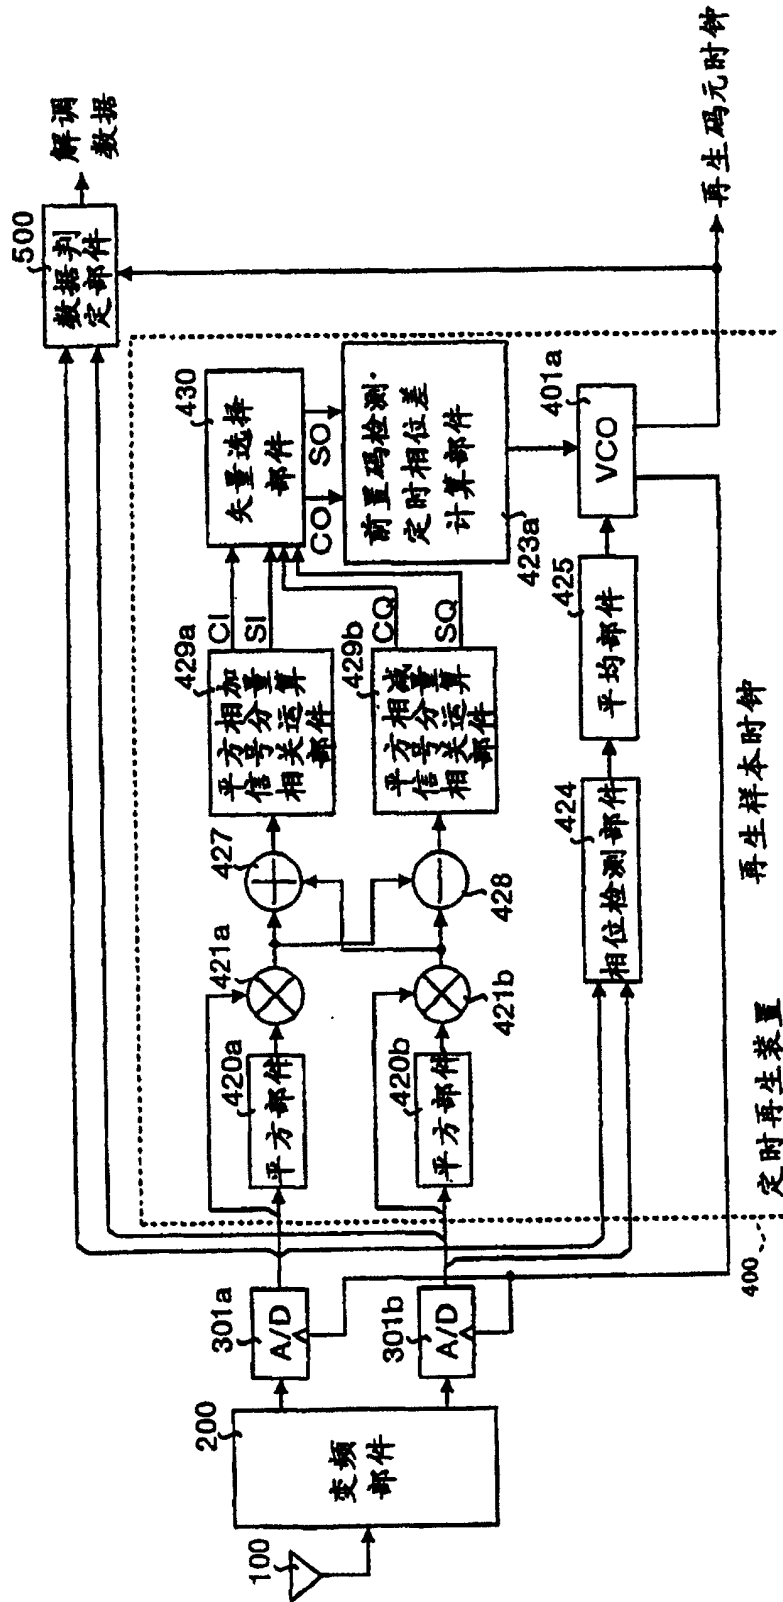 100
200
变频
部件
301a
A/D
301b
A/D
400
定时再生装置
420a
平方部件
420b
平方部件
421a
421b
427
428
429a
平方相加
信号分量
相关运算
部件
429b
平方相减
信号分量
相关运算
部件
CI
SI
CQ
SQ
430
矢量选择
部件
CO
SO
前置码检测·
定时相位差
计算部件
423a
424
相位检测部件
425
平均部件
401a
VCO
再生样本时钟
再生码元时钟
500
数据判
定部件
解调
数据